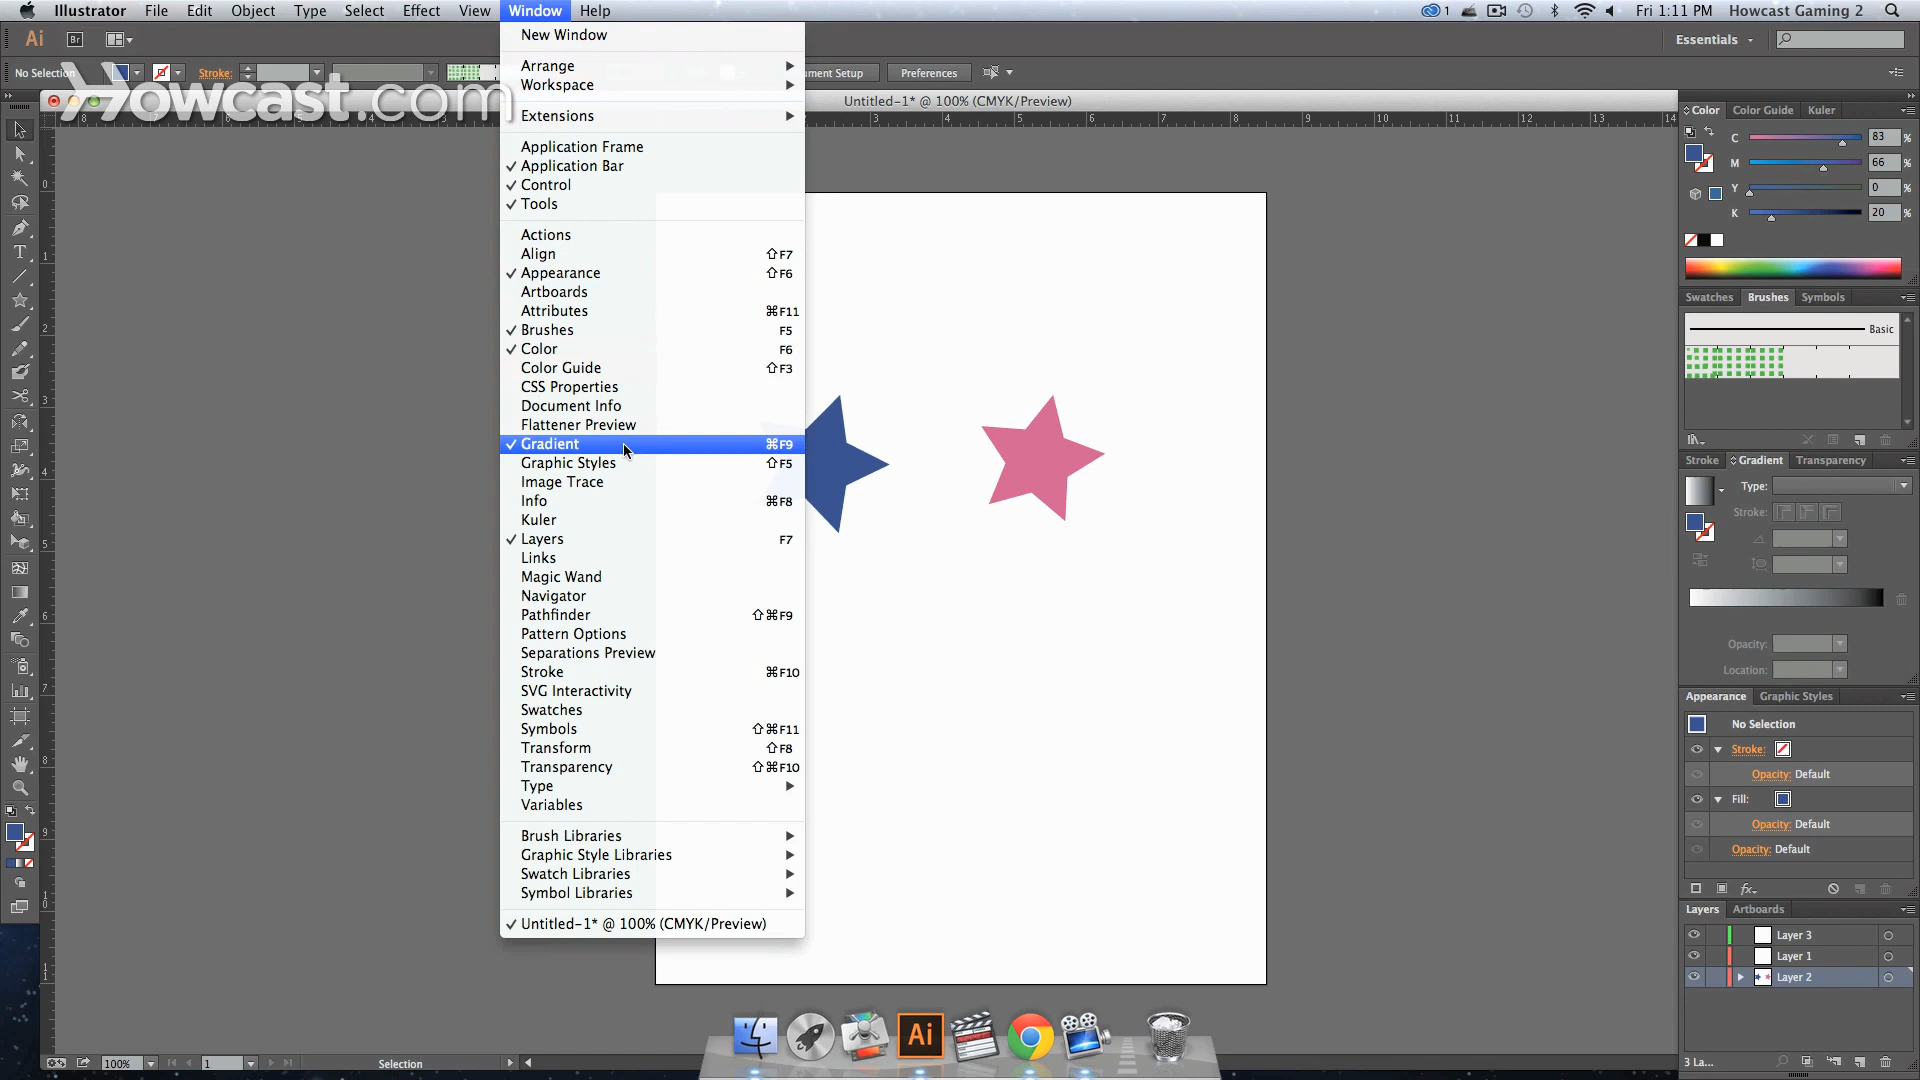 Illustrator File Edit Object Type Select Effect View Window Help
1 Fri 1:11 PM Howcast Gaming 2
Ai Br Essentials
No Selection Stroke: Document Setup Preferences
Howcast.com
Untitled-1* @ 100% (CMYK/Preview)
New Window
Arrange
Workspace
Extensions
Application Frame
✓ Application Bar
✓ Control
✓ Tools
Actions
Align ⇧F7
✓ Appearance ⇧F6
Artboards
Attributes ⌘F11
✓ Brushes F5
✓ Color F6
Color Guide ⇧F3
CSS Properties
Document Info
Flattener Preview
✓ Gradient ⌘F9
Graphic Styles ⇧F5
Image Trace
Info ⌘F8
Kuler
✓ Layers F7
Links
Magic Wand
Navigator
Pathfinder ⇧⌘F9
Pattern Options
Separations Preview
Stroke ⌘F10
SVG Interactivity
Swatches
Symbols ⇧⌘F11
Transform ⇧F8
Transparency ⇧⌘F10
Type
Variables
Brush Libraries
Graphic Style Libraries
Swatch Libraries
Symbol Libraries
✓ Untitled-1* @ 100% (CMYK/Preview)
Color Color Guide Kuler
C 83 %
M 66 %
Y 0 %
K 20 %
Swatches Brushes Symbols
Basic
Stroke Gradient Transparency
Type:
Stroke:
Opacity:
Location:
Appearance Graphic Styles
No Selection
Stroke:
Opacity: Default
Fill:
Opacity: Default
Opacity: Default
fx
Layers Artboards
Layer 3
Layer 1
Layer 2
3 La...
Ai
100% 1 Selection